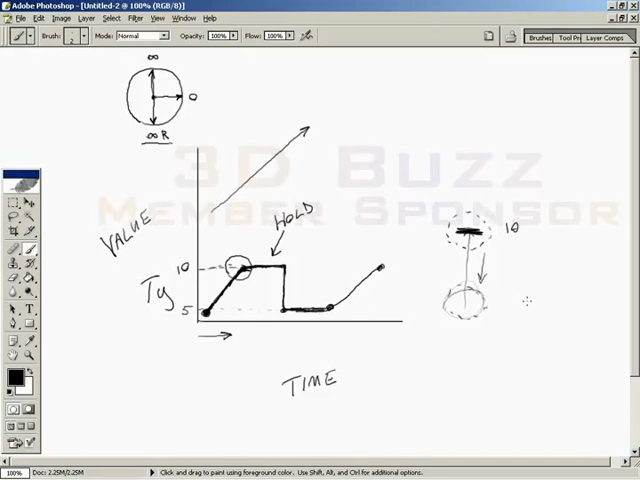 Adobe Photoshop - [Untitled-2 @ 100% (RGB/8)]
File Edit Image Layer Select Filter View Window Help
Brush: 2 Mode: Normal Opacity: 100% Flow: 100% Brushes Tool Pr Layer Comps
∞
0
∞ R
3D Buzz
Member Sponsor
VALUE
HOLD
10
10
Ty
5
TIME
100% Doc: 2.25M/2.25M Click and drag to paint using foreground color. Use Shift, Alt, and Ctrl for additional options.